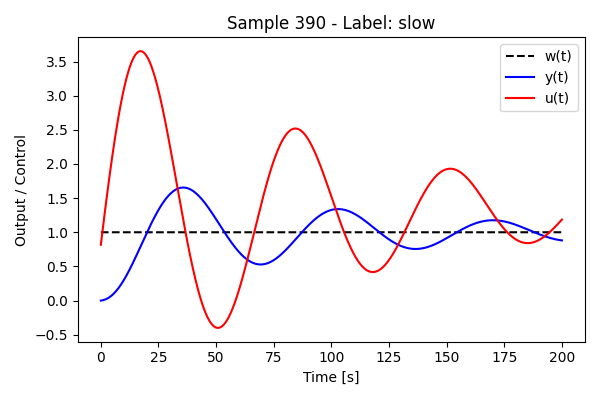 Sample 390 - Label: slow
w(t)
y(t)
u(t)
Output / Control
3.5
3.0
2.5
2.0
1.5
1.0
0.5
0.0
−0.5
0 25 50 75 100 125 150 175 200
Time [s]